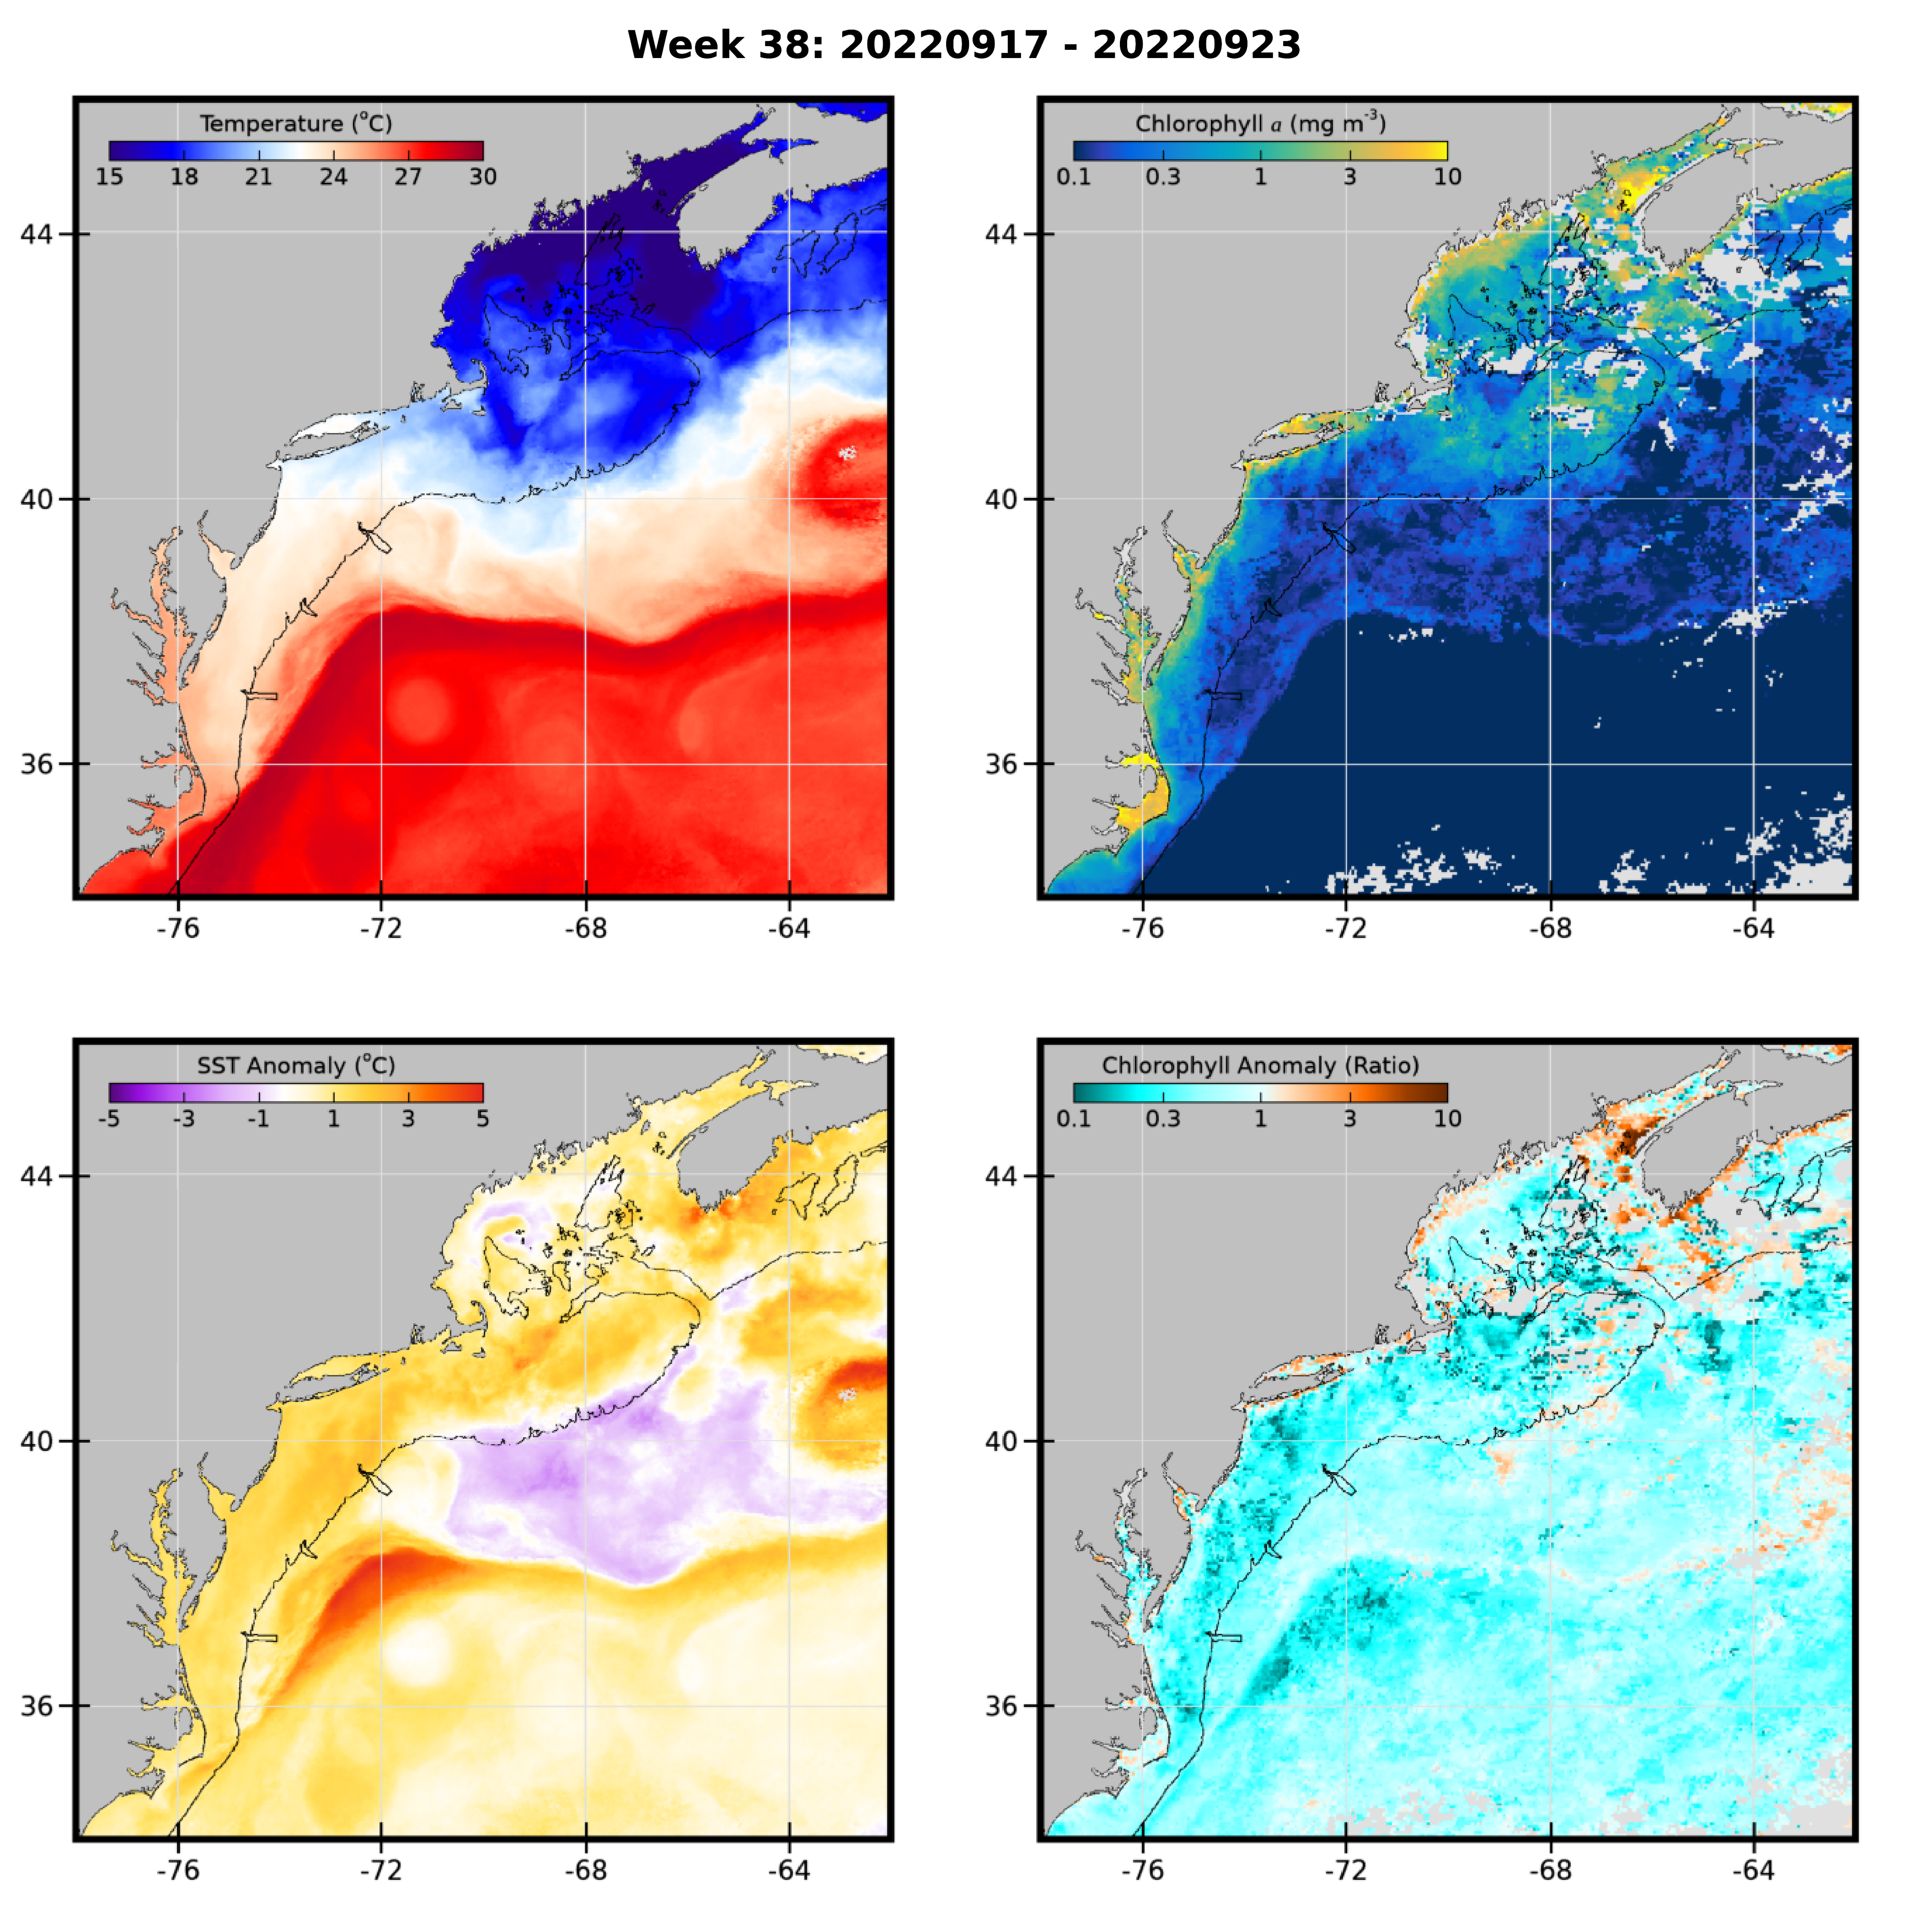 Week 38: 20220917 - 20220923
Temperature (°C)
15 18 21 24 27 30
44
40
36
-76 -72 -68 -64
Chlorophyll a (mg m⁻³)
0.1 0.3 1 3 10
44
40
36
-76 -72 -68 -64
SST Anomaly (°C)
-5 -3 -1 1 3 5
44
40
36
-76 -72 -68 -64
Chlorophyll Anomaly (Ratio)
0.1 0.3 1 3 10
44
40
36
-76 -72 -68 -64